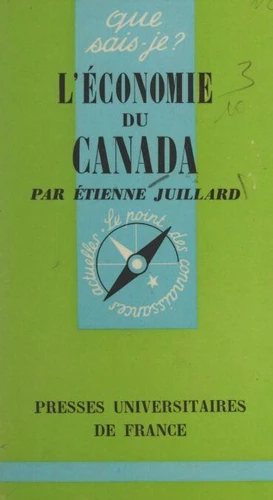 que
sais-je?
L'ÉCONOMIE
DU
CANADA
PAR ÉTIENNE JUILLARD
Le point des connaissances actuelles
PRESSES UNIVERSITAIRES
DE FRANCE